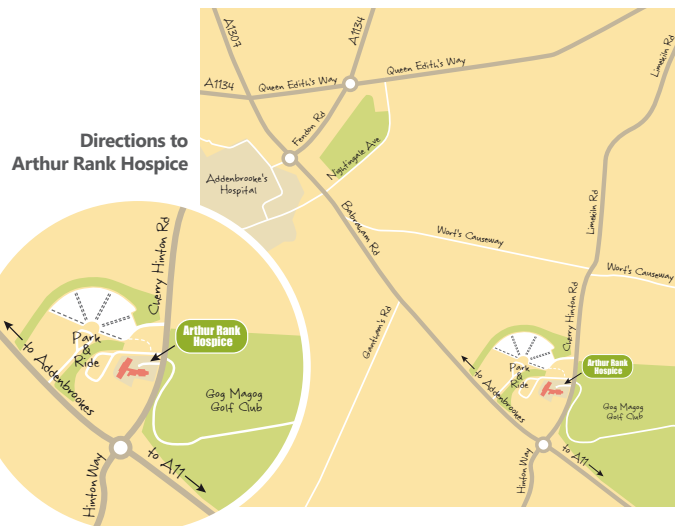 A1307
A1134
A1134
Queen Edith's Way
Queen Edith's Way
Limekiln Rd
Fendon Rd
Directions to
Arthur Rank Hospice
Nightingale Ave
Addenbrooke's
Hospital
Babraham Rd
Limekiln Rd
Wort's Causeway
Wort's Causeway
Cherry Hinton Rd
Cherry Hinton Rd
Gantham's Rd
Park
&
Ride
Arthur Rank
Hospice
to Addenbrookes
Gog Magog
Golf Club
Hinton Way
to A11
Park
&
Ride
Arthur Rank
Hospice
to Addenbrookes
Gog Magog
Golf Club
Hinton Way
to A11